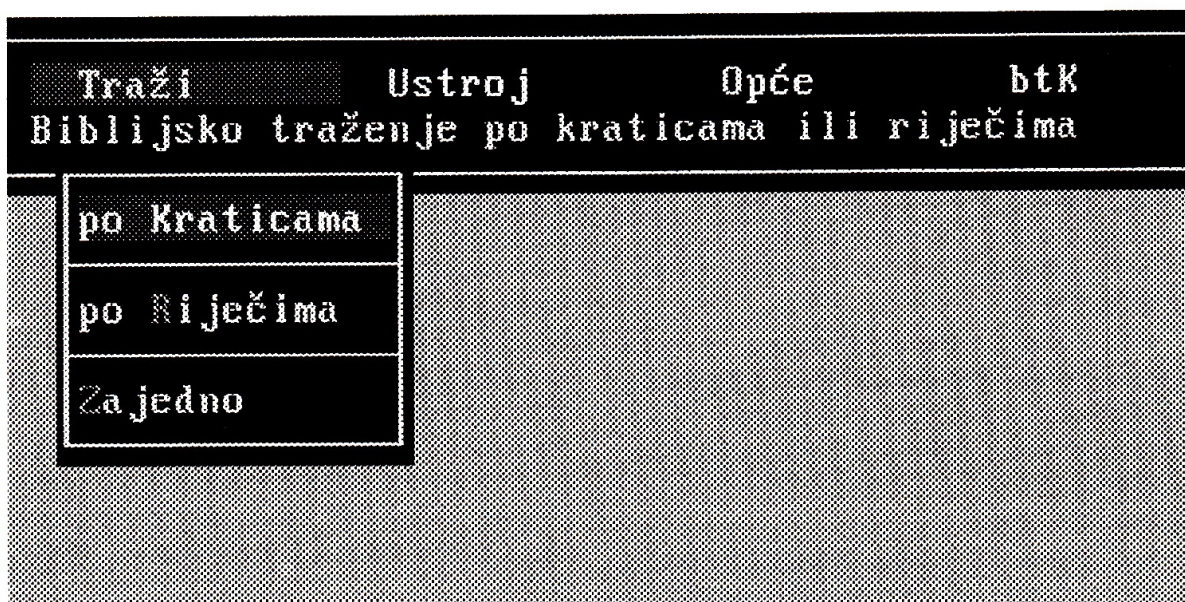 Traži Ustroj Opće btK
Biblijsko traženje po kraticama ili riječima
po Kraticama
po Riječima
Zajedno